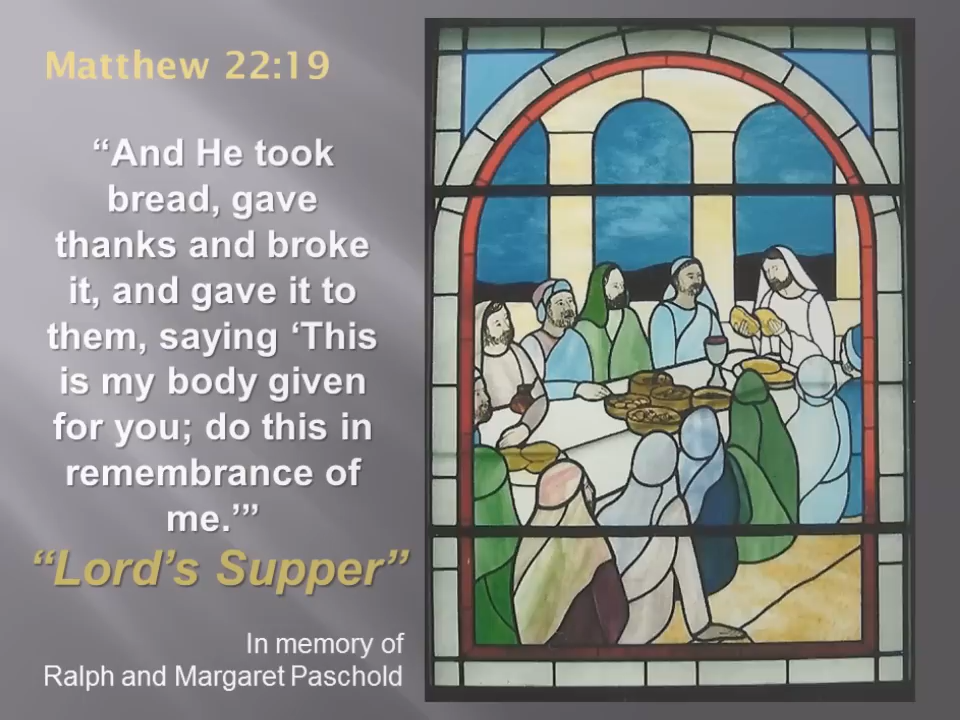 Matthew 22:19
“And He took
bread, gave
thanks and broke
it, and gave it to
them, saying ‘This
is my body given
for you; do this in
remembrance of
me.’”
“Lord’s Supper”
In memory of
Ralph and Margaret Paschold